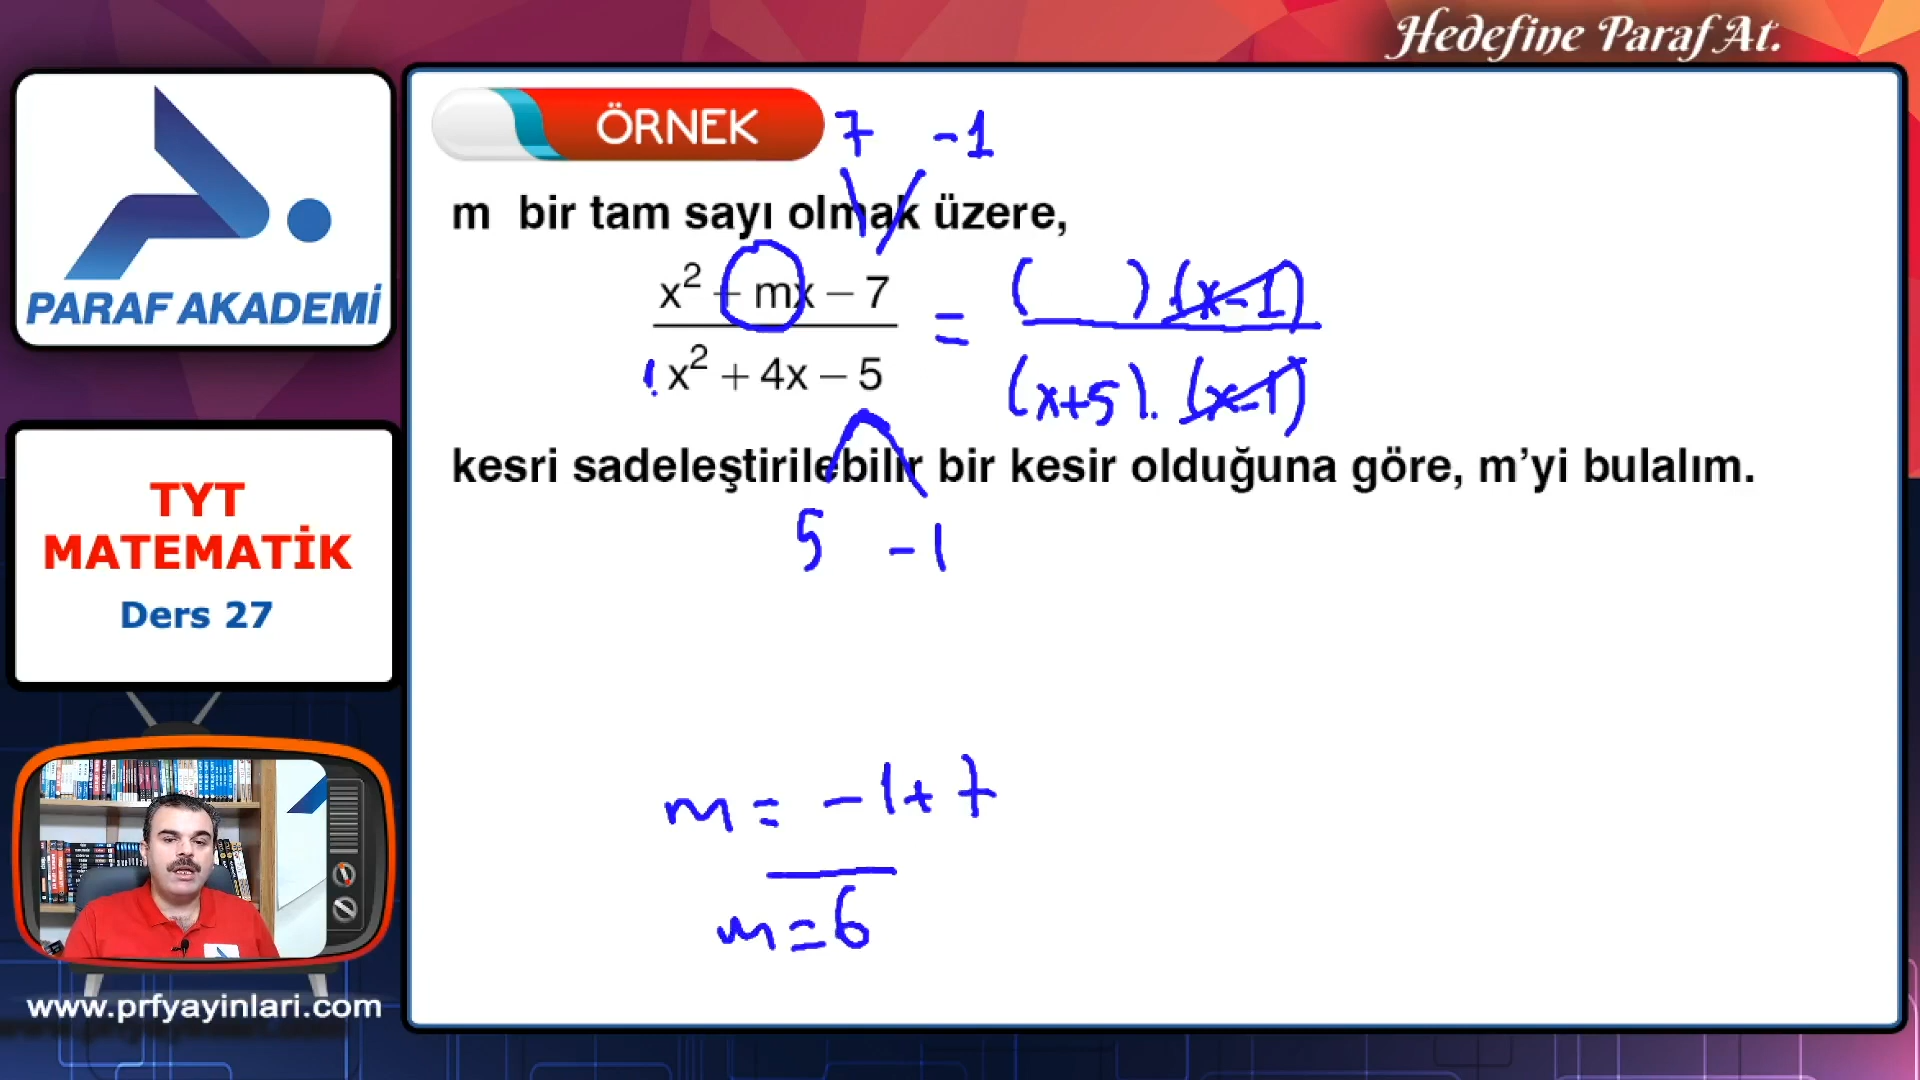 Hedefine Paraf At.
PARAF AKADEMİ
TYT
MATEMATİK
Ders 27
www.prfyayinlari.com
ÖRNEK
7 -1
m bir tam sayı olmak üzere,
x² + mx – 7
x² + 4x – 5
= ( ) (x-1)
(x+5). (x-1)
kesri sadeleştirilebilir bir kesir olduğuna göre, m'yi bulalım.
5 -1
m = -1+7
m=6